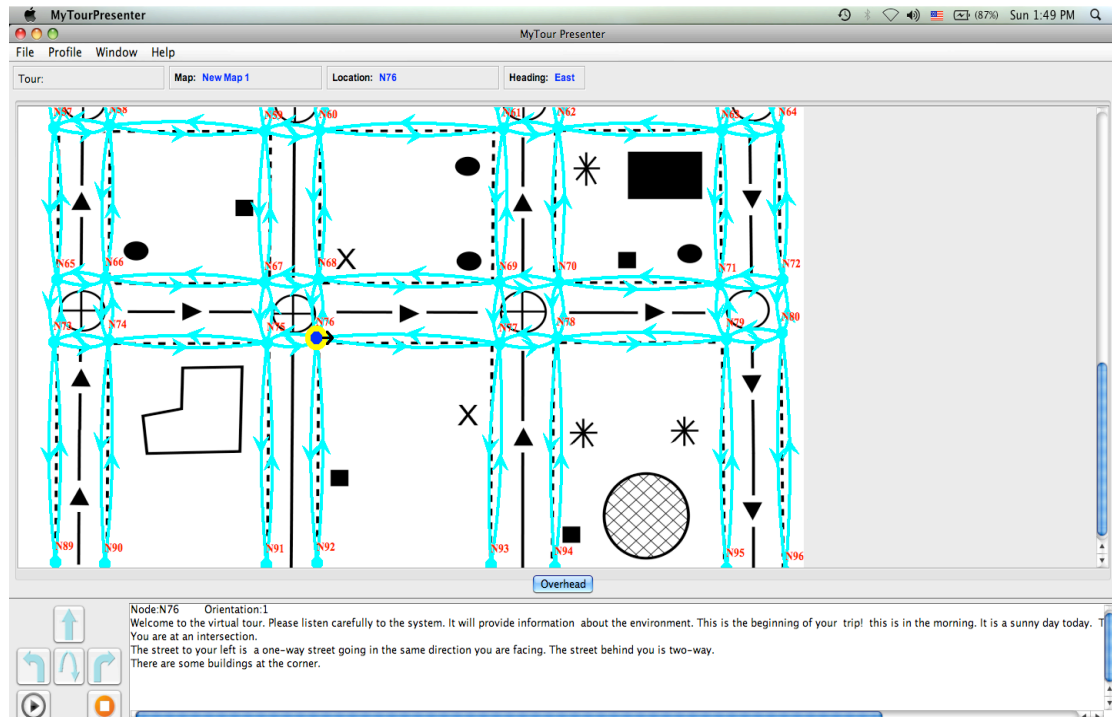 MyTourPresenter (87%) Sun 1:49 PM
MyTour Presenter
File Profile Window Help
Tour: Map: New Map 1 Location: N76 Heading: East
N57 N58 N59 N60 N61 N62 N63 N64
X
N65 N66 N67 N68 N69 N70 N71 N72
N73 N74 N75 N76 N77 N78 N79 N80
X
N89 N90 N91 N92 N93 N94 N95 N96
Overhead
Node:N76 Orientation:1
Welcome to the virtual tour. Please listen carefully to the system. It will provide information about the environment. This is the beginning of your trip! this is in the morning. It is a sunny day today. T
You are at an intersection.
The street to your left is a one-way street going in the same direction you are facing. The street behind you is two-way.
There are some buildings at the corner.